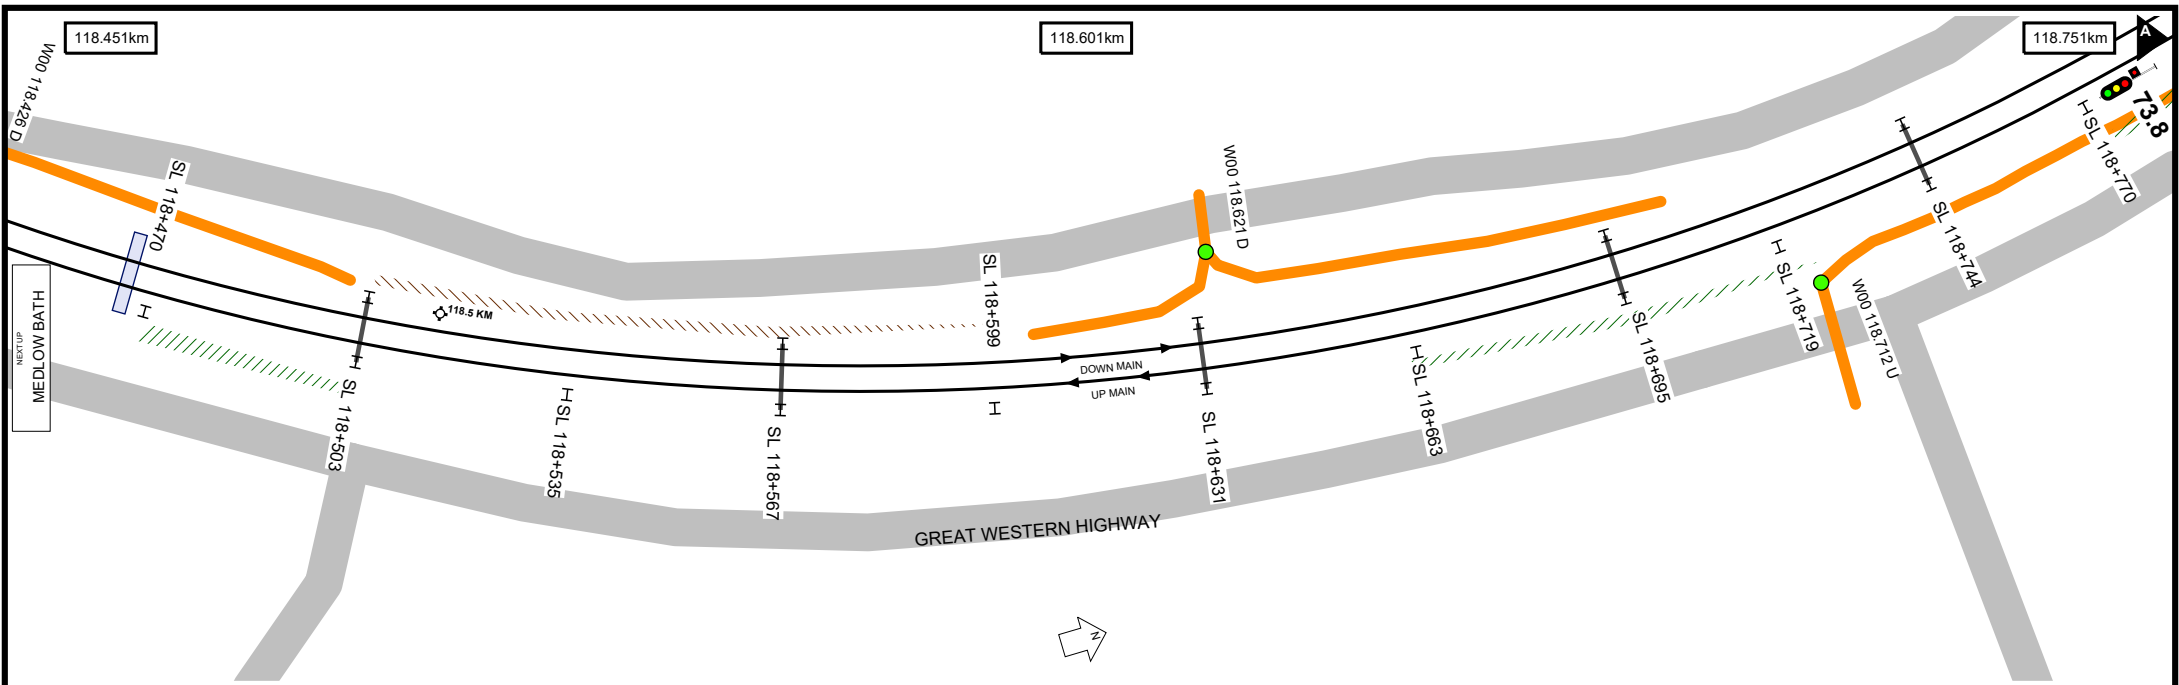 118.451km
118.601km
118.751km
A
W00 118.426 D
SL 118+470
73.8
SL 118+770
W00 118.621 D
SL 118+744
NEXT UP
MEDLOW BATH
118.5 KM
SL 118+599
DOWN MAIN
UP MAIN
SL 118+719
W00 118.712 U
SL 118+503
SL 118+535
SL 118+567
SL 118+631
SL 118+663
SL 118+695
GREAT WESTERN HIGHWAY
N